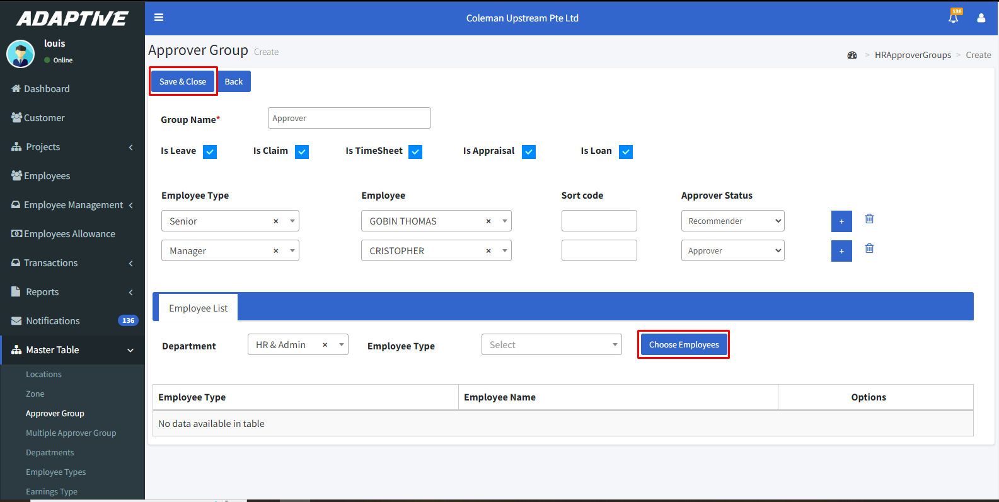 ADAPTIVE
Coleman Upstream Pte Ltd
136
louis
Online
Dashboard
Customer
Projects
Employees
Employee Management
Employees Allowance
Transactions
Reports
Notifications 136
Master Table
Locations
Zone
Approver Group
Multiple Approver Group
Departments
Employee Types
Earnings Type
Approver Group Create
> HRApproverGroups > Create
Save & Close Back
Group Name* Approver
Is Leave Is Claim Is TimeSheet Is Appraisal Is Loan
Employee Type Employee Sort code Approver Status
Senior × GOBIN THOMAS × Recommender +
Manager × CRISTOPHER × Approver +
Employee List
Department HR & Admin × Employee Type Select Choose Employees
Employee Type Employee Name Options
No data available in table